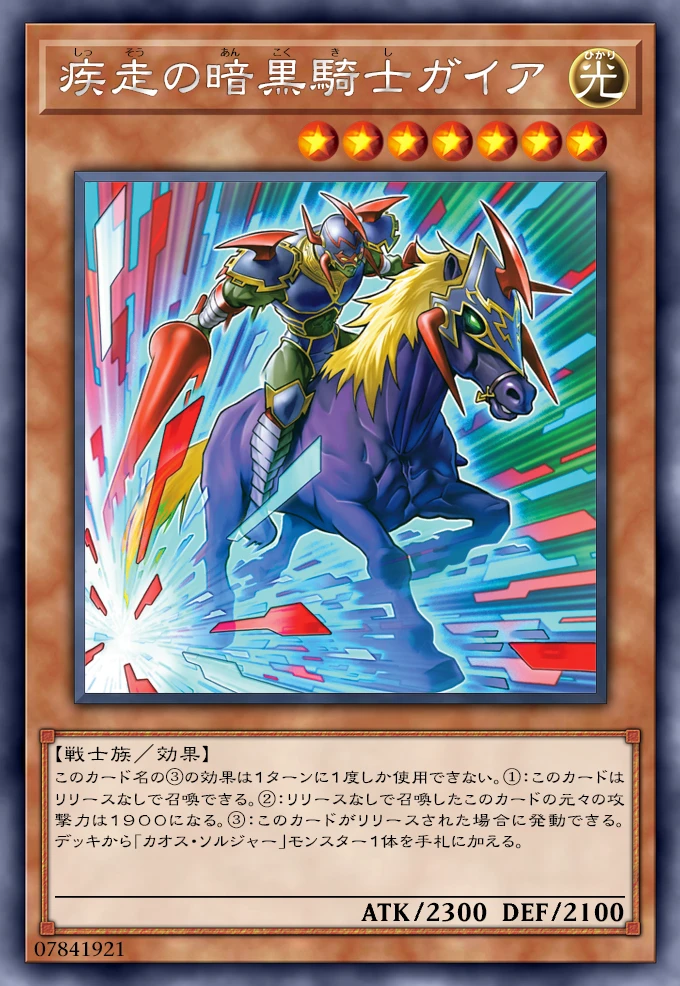 しっ そう あん こく き し
疾走の暗黒騎士ガイア
ひかり
光
【戦士族／効果】
このカード名の③の効果は１ターンに１度しか使用できない。①：このカードは
リリースなしで召喚できる。②：リリースなしで召喚したこのカードの元々の攻
撃力は１９００になる。③：このカードがリリースされた場合に発動できる。
デッキから「カオス・ソルジャー」モンスター１体を手札に加える。
ATK/2300 DEF/2100
07841921